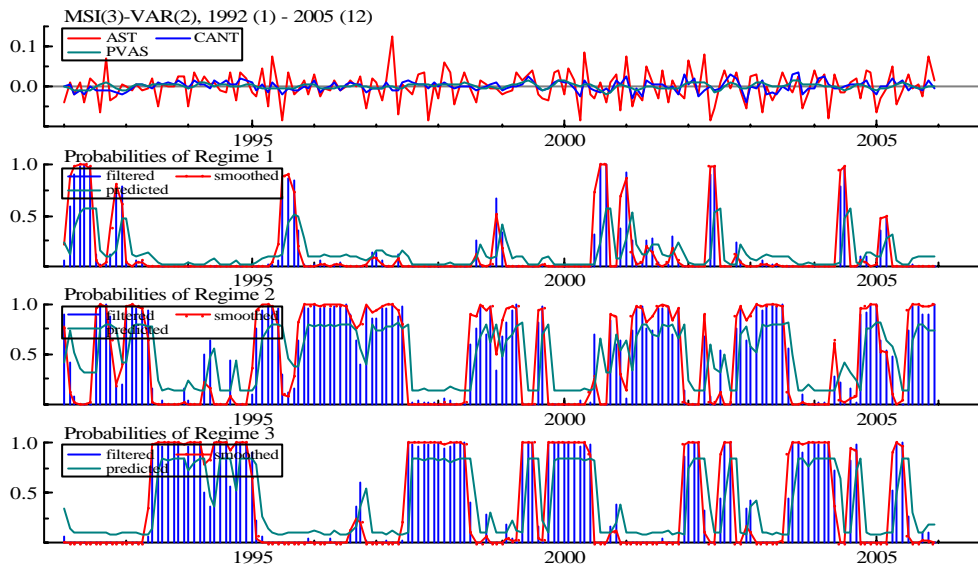 MSI(3)-VAR(2), 1992 (1) - 2005 (12)
AST CANT
PVAS
0.1
0.0
1995 2000 2005
Probabilities of Regime 1
1.0
filtered smoothed
predicted
0.5
1995 2000 2005
Probabilities of Regime 2
1.0
filtered smoothed
predicted
0.5
1995 2000 2005
Probabilities of Regime 3
1.0
filtered smoothed
predicted
0.5
1995 2000 2005